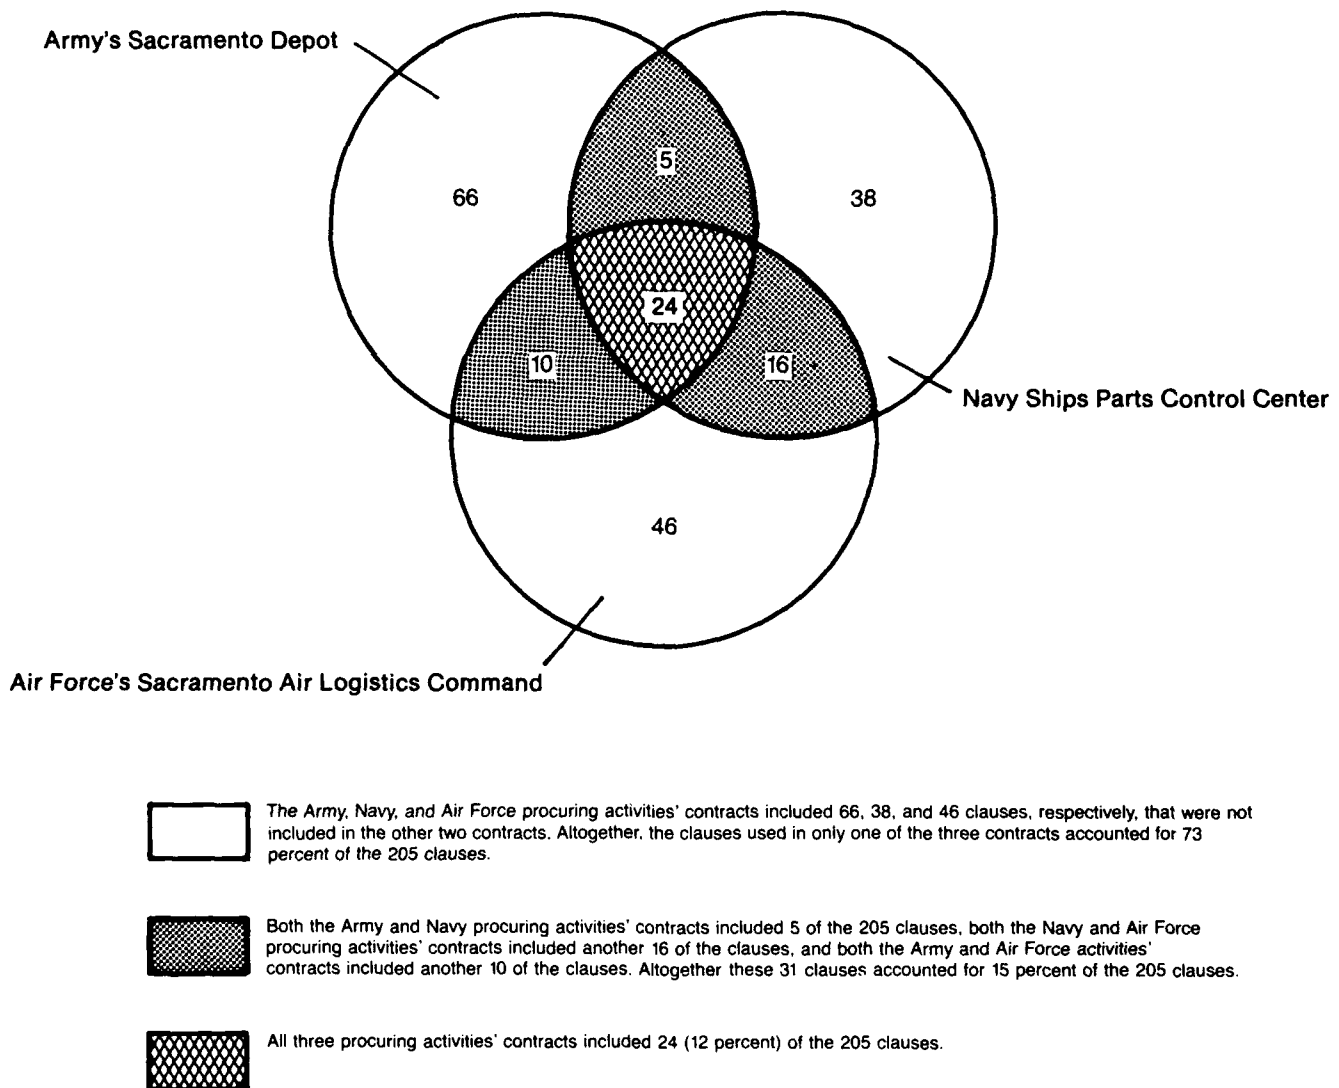 Army's Sacramento Depot
5
66
38
24
10
16
Navy Ships Parts Control Center
46
Air Force's Sacramento Air Logistics Command
The Army, Navy, and Air Force procuring activities' contracts included 66, 38, and 46 clauses, respectively, that were not
included in the other two contracts. Altogether, the clauses used in only one of the three contracts accounted for 73
percent of the 205 clauses.
Both the Army and Navy procuring activities' contracts included 5 of the 205 clauses, both the Navy and Air Force
procuring activities' contracts included another 16 of the clauses, and both the Army and Air Force activities'
contracts included another 10 of the clauses. Altogether these 31 clauses accounted for 15 percent of the 205 clauses.
All three procuring activities' contracts included 24 (12 percent) of the 205 clauses.